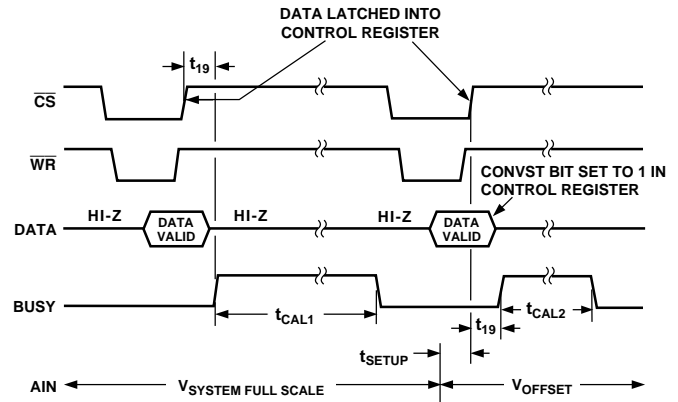 DATA LATCHED INTO
CONTROL REGISTER
t19
CS
WR
CONVST BIT SET TO 1 IN
CONTROL REGISTER
DATA HI-Z DATA VALID HI-Z HI-Z DATA VALID
BUSY
tCAL1
t19
tCAL2
tSETUP
AIN VSYSTEM FULL SCALE VOFFSET